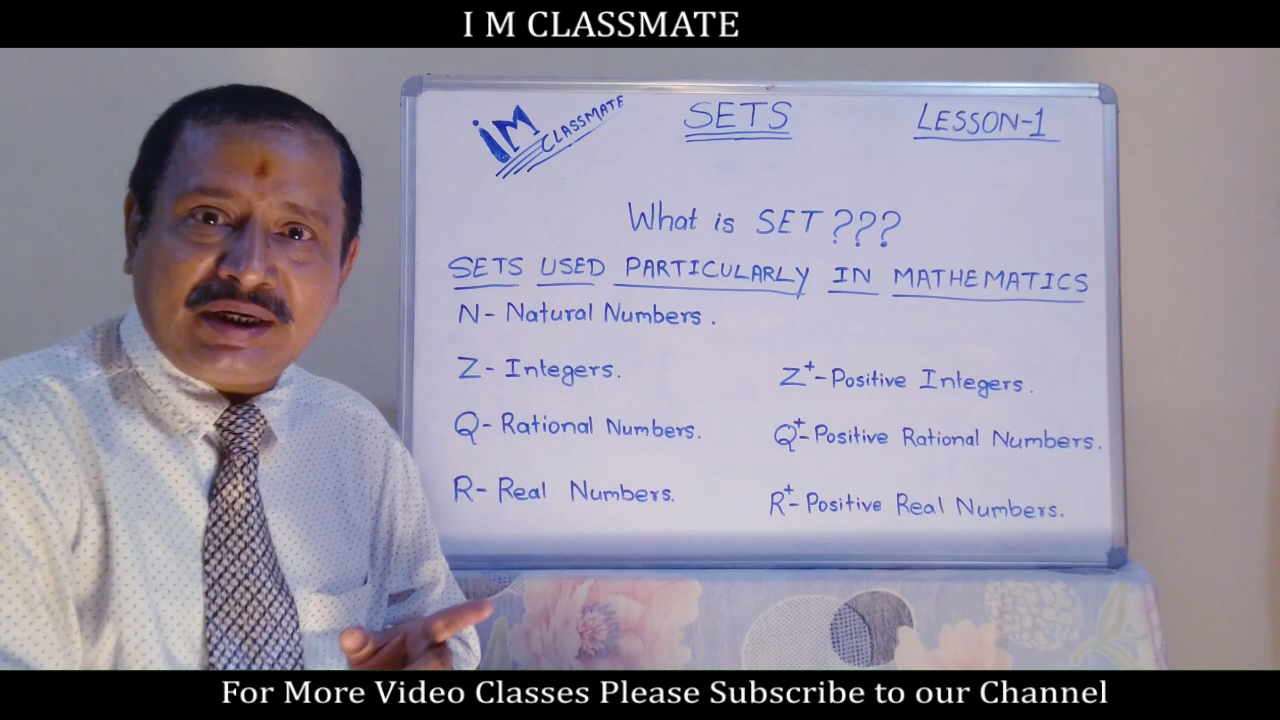 I M CLASSMATE
IM CLASSMATE
SETS
LESSON-1
What is SET???
SETS USED PARTICULARLY IN MATHEMATICS
N- Natural Numbers.
Z- Integers.
Z⁺-Positive Integers.
Q- Rational Numbers.
Q⁺-Positive Rational Numbers.
R- Real Numbers.
R⁺-Positive Real Numbers.
For More Video Classes Please Subscribe to our Channel